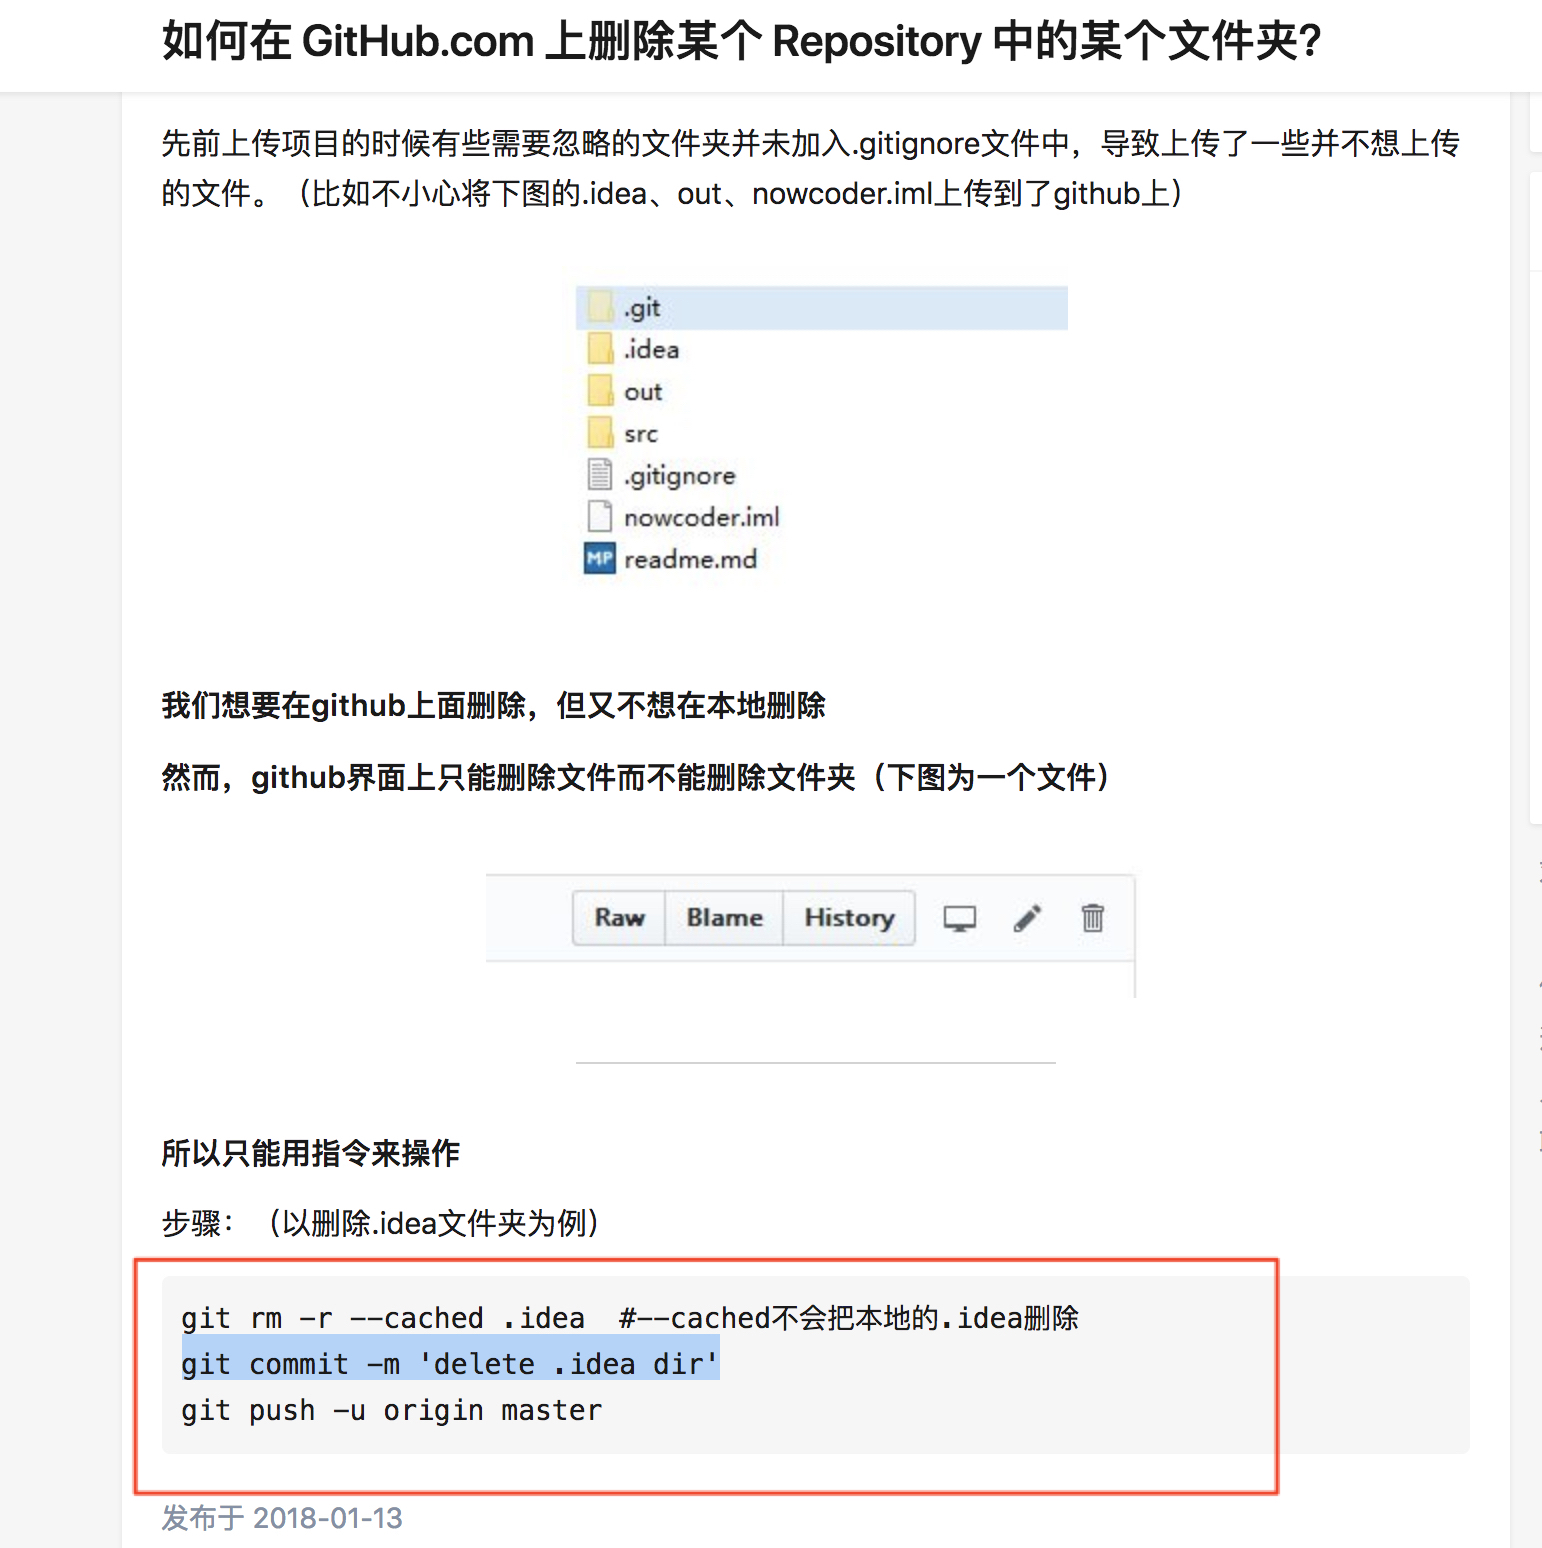 如何在 GitHub.com 上删除某个 Repository 中的某个文件夹?
先前上传项目的时候有些需要忽略的文件夹并未加入.gitignore文件中，导致上传了一些并不想上传
的文件。（比如不小心将下图的.idea、out、nowcoder.iml上传到了github上）
.git
.idea
out
src
.gitignore
nowcoder.iml
MP readme.md
我们想要在github上面删除，但又不想在本地删除
然而，github界面上只能删除文件而不能删除文件夹（下图为一个文件）
Raw Blame History
所以只能用指令来操作
步骤：（以删除.idea文件夹为例）
git rm -r --cached .idea  #--cached不会把本地的.idea删除
git commit -m 'delete .idea dir'
git push -u origin master
发布于 2018-01-13